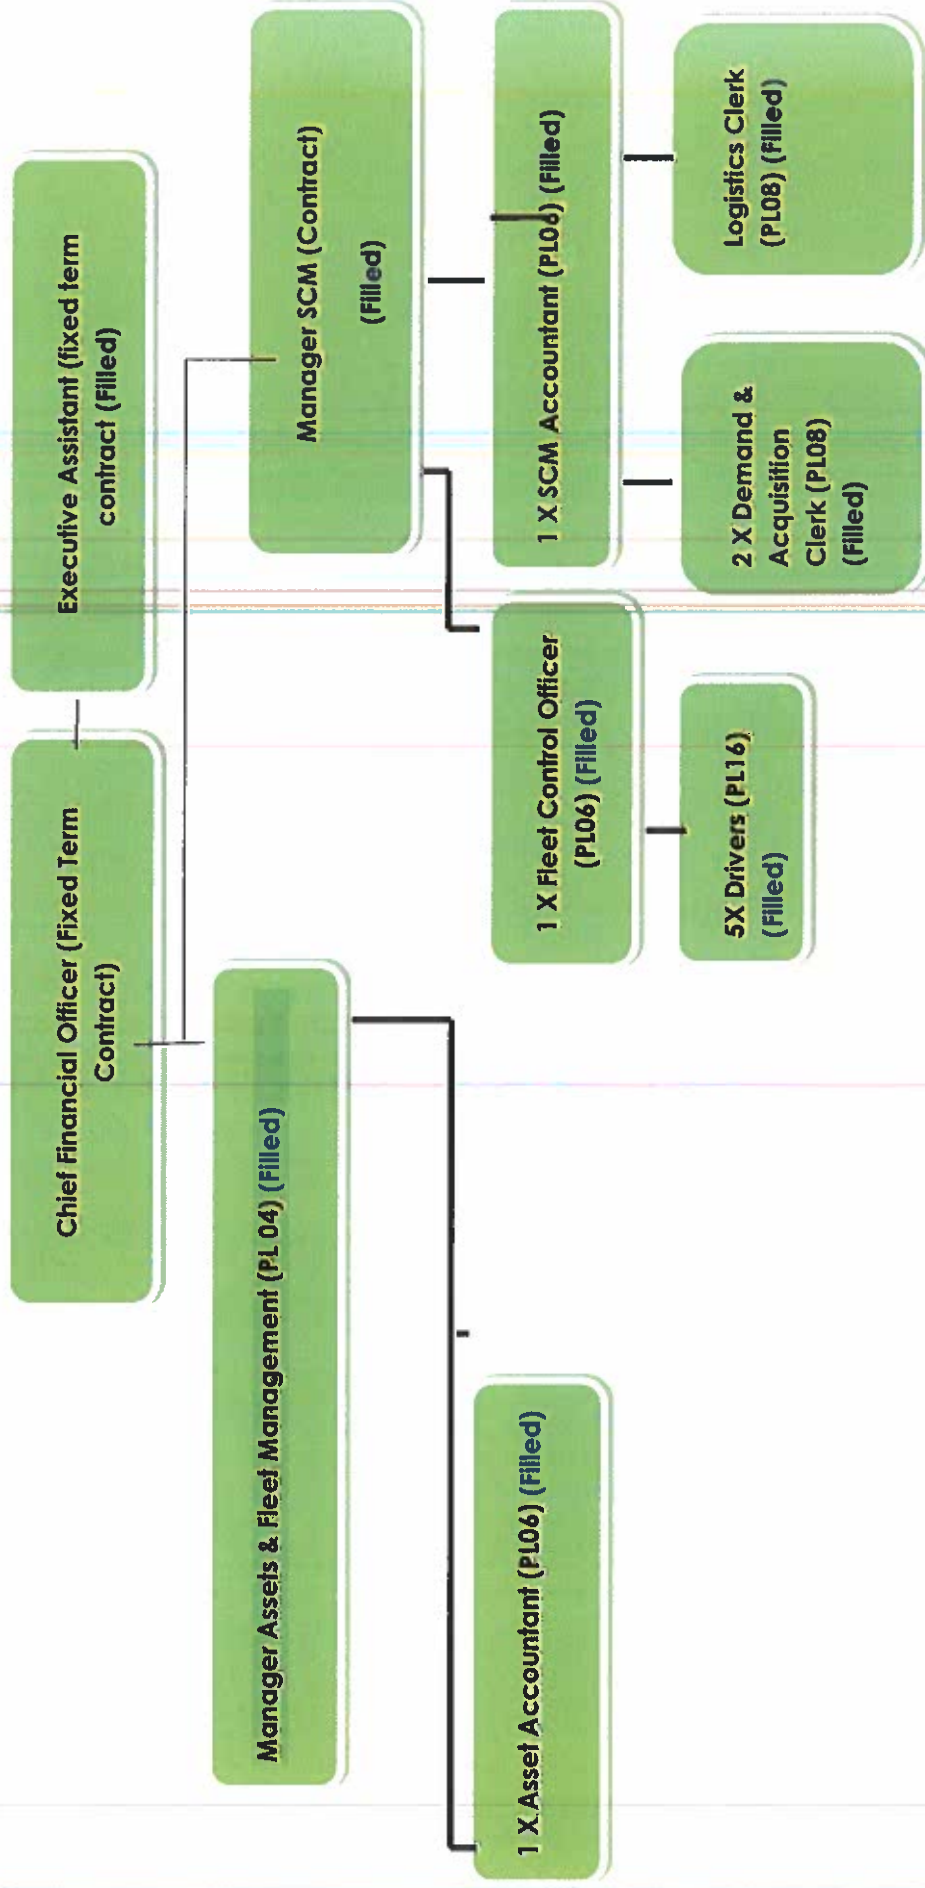 Chief Financial Officer (Fixed Term
Contract)
Executive Assistant (fixed term
contract (Filled)
Manager Assets & Fleet Management (PL 04) (Filled)
Manager SCM (Contract)
(Filled)
1 X Asset Accountant (PL06) (Filled)
1 X Fleet Control Officer
(PL06) (Filled)
1 X SCM Accountant (PL06) (Filled)
5X Drivers (PL16)
(Filled)
2 X Demand &
Acquisition
Clerk (PL08)
(Filled)
Logistics Clerk
(PL08) (Filled)